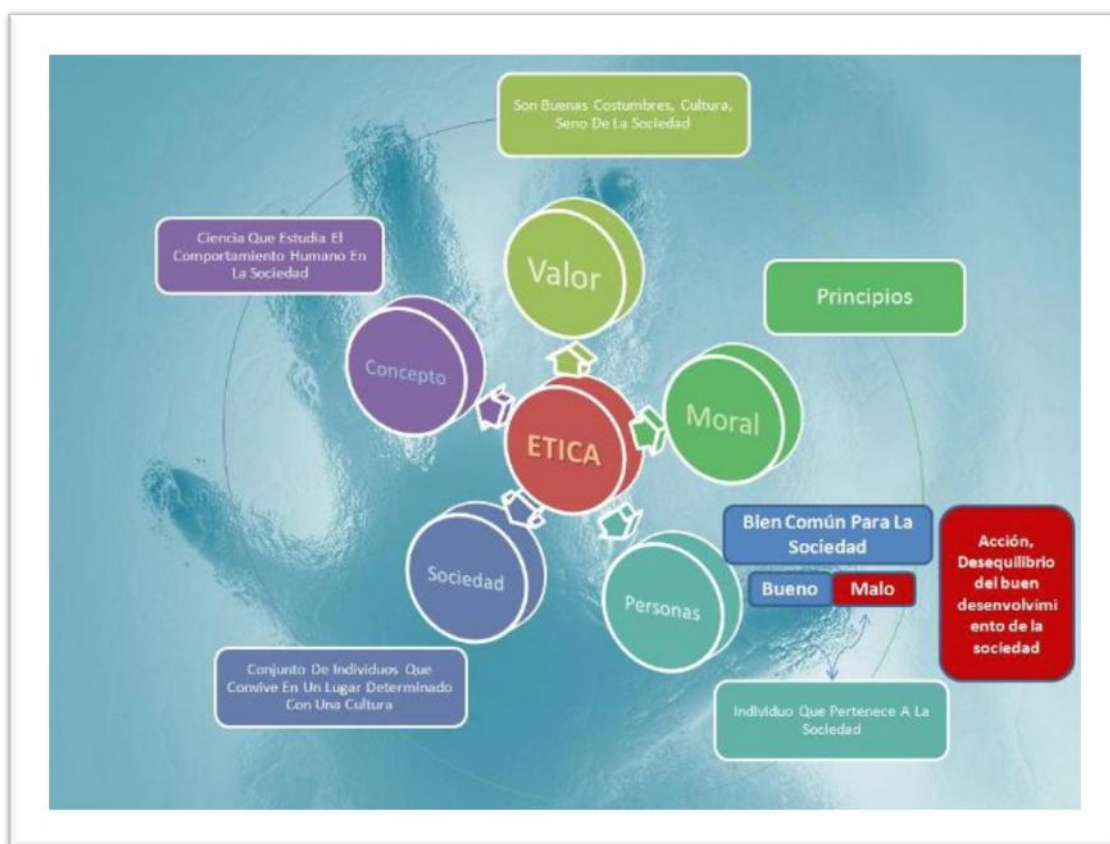 Son Buenas Costumbres, Cultura,
Seno De La Sociedad
Ciencia Que Estudia El
Comportamiento Humano En
La Sociedad
Valor
Principios
Concepto
Moral
ETICA
Sociedad
Personas
Bien Común Para La
Sociedad
Bueno
Malo
Acción,
Desequilibrio
del buen
desenvolvimi
ento de la
sociedad
Conjunto De Individuos Que
Convive En Un Lugar Determinado
Con Una Cultura
Individuo Que Pertenece A La
Sociedad